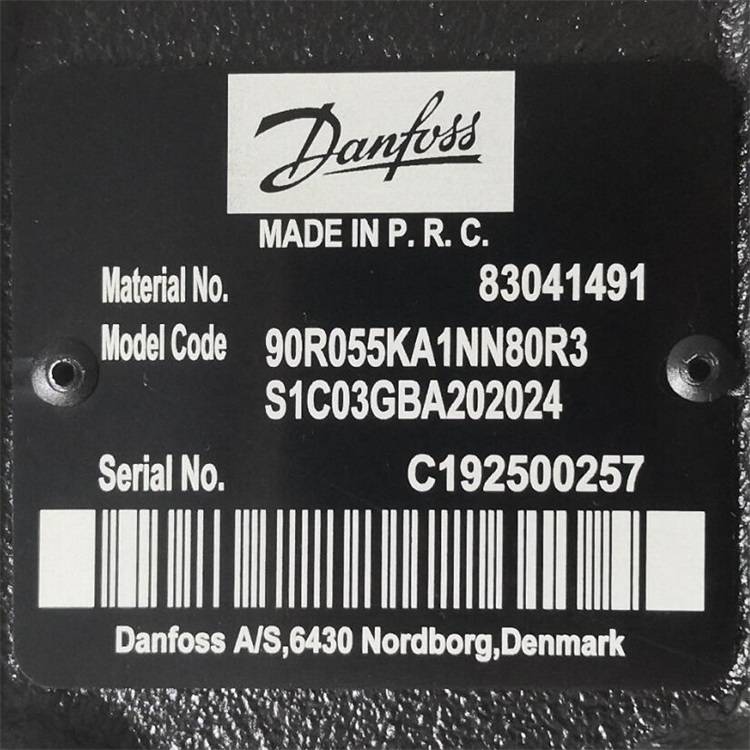 Danfoss
MADE IN P. R. C.
Material No. 83041491
Model Code 90R055KA1NN80R3
S1C03GBA202024
Serial No. C192500257
Danfoss A/S,6430 Nordborg,Denmark